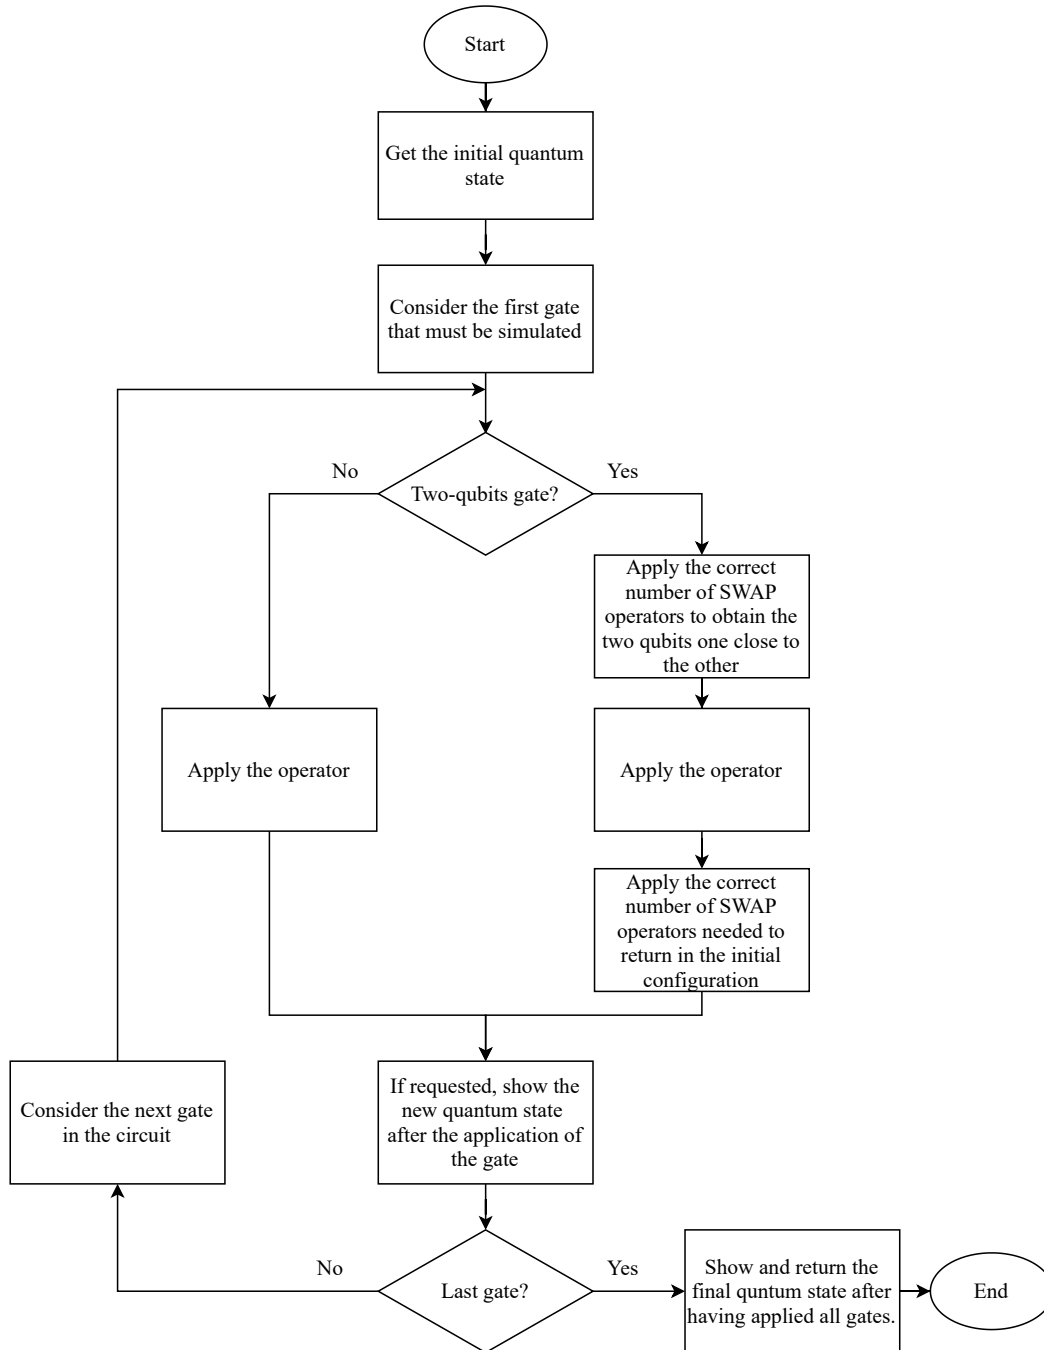 Start
Get the initial quantum
state
Consider the first gate
that must be simulated
No
Yes
Two-qubits gate?
Apply the correct
number of SWAP
operators to obtain the
two qubits one close to
the other
Apply the operator
Apply the operator
Apply the correct
number of SWAP
operators needed to
return in the initial
configuration
Consider the next gate
in the circuit
If requested, show the
new quantum state
after the application of
the gate
No
Yes
Last gate?
Show and return the
final quntum state after
having applied all gates.
End